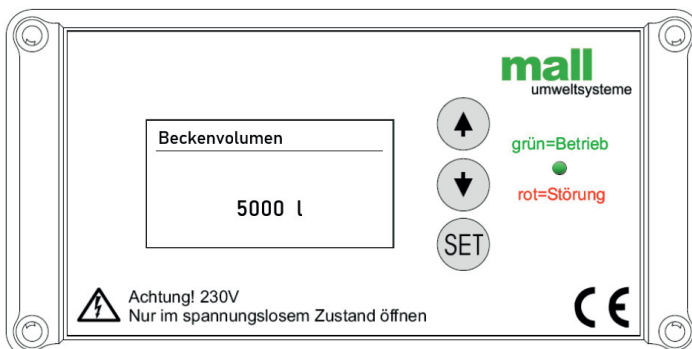 mall
umweltsysteme
Beckenvolumen
5000 l
grün=Betrieb
rot=Störung
SET
Achtung! 230V
Nur im spannungslosem Zustand öffnen
CE